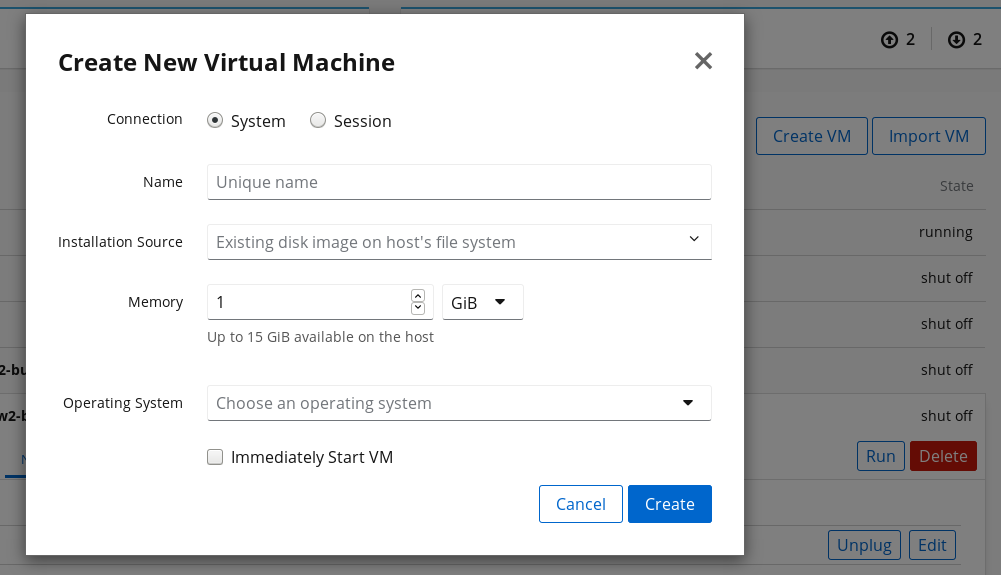 2 2
Create New Virtual Machine
Connection System Session
Create VM Import VM
Name Unique name
State
Installation Source Existing disk image on host's file system
running
shut off
Memory 1 GiB
shut off
Up to 15 GiB available on the host
2-bu shut off
Operating System Choose an operating system
shut off
Immediately Start VM
Run Delete
Cancel Create
Unplug Edit